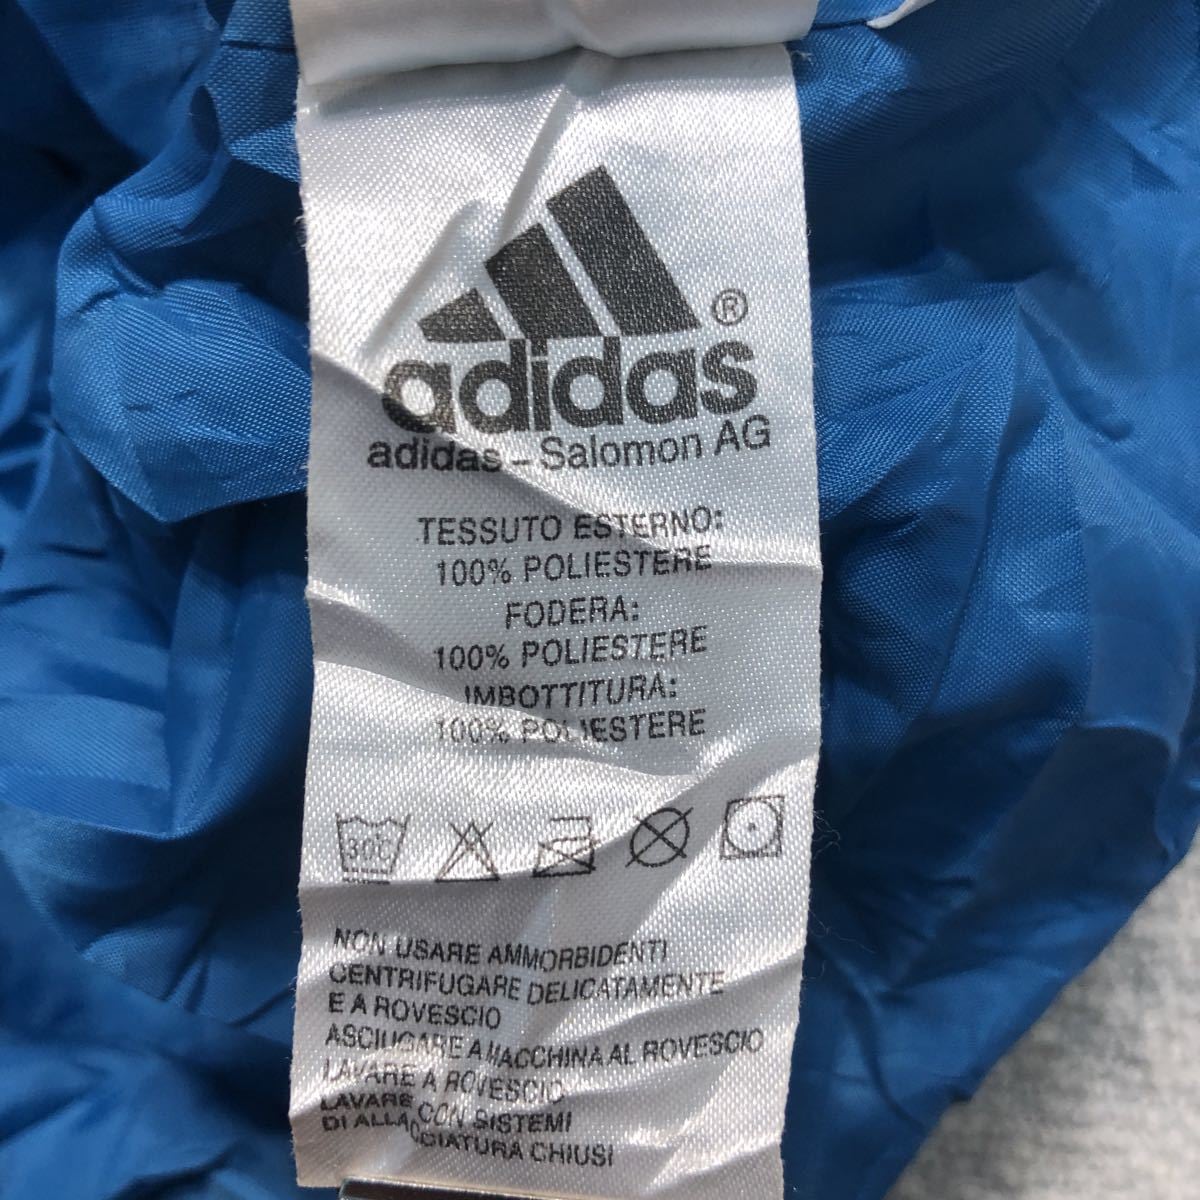 adidas®
adidas - Salomon AG
TESSUTO ESTERNO:
100% POLIESTERE
FODERA:
100% POLIESTERE
IMBOTTITURA:
100% POLIESTERE
30C
NON USARE AMMORBIDENTI
CENTRIFUGARE DELICATAMENTE
E A ROVESCIO
ASCIUGARE A MACCHINA AL ROVESCIO
LAVARE A ROVESCIO
LAVARE CON SISTEMI
DI ALLACCIATURA CHIUSI